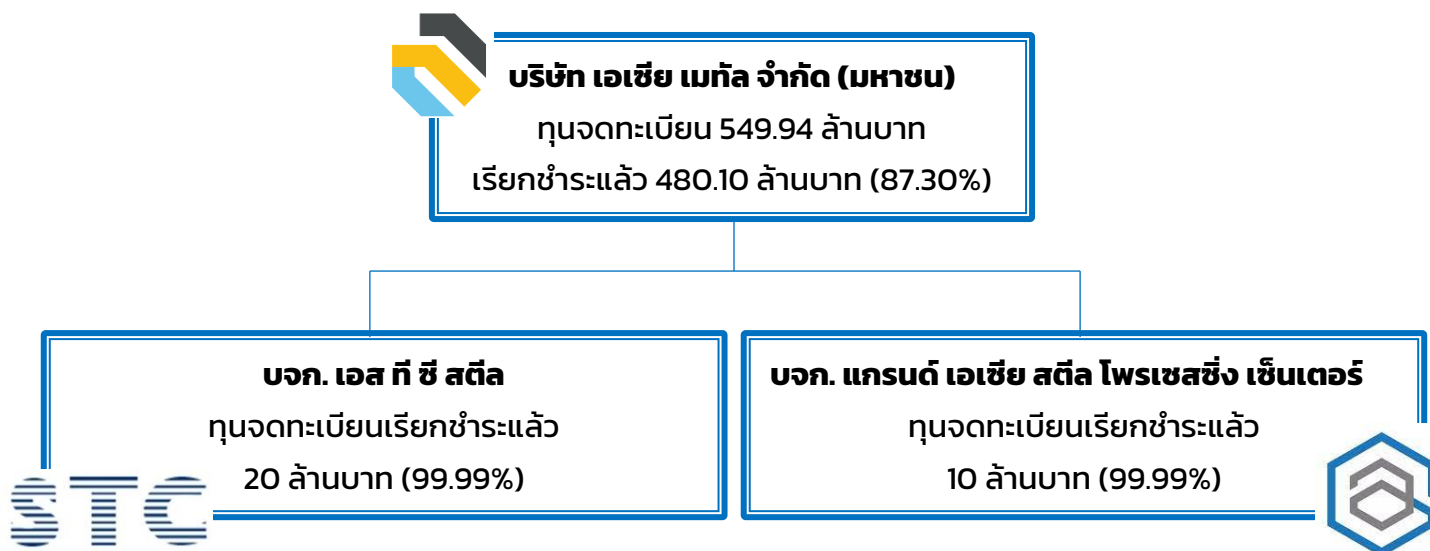 บริษัท เอเซีย เมทัล จำกัด (มหาชน)
ทุนจดทะเบียน 549.94 ล้านบาท
เรียกชำระแล้ว 480.10 ล้านบาท (87.30%)
บจก. เอส ที ซี สตีล
ทุนจดทะเบียนเรียกชำระแล้ว
20 ล้านบาท (99.99%)
STC
บจก. แกรนด์ เอเซีย สตีล โพรเซสซิ่ง เซ็นเตอร์
ทุนจดทะเบียนเรียกชำระแล้ว
10 ล้านบาท (99.99%)